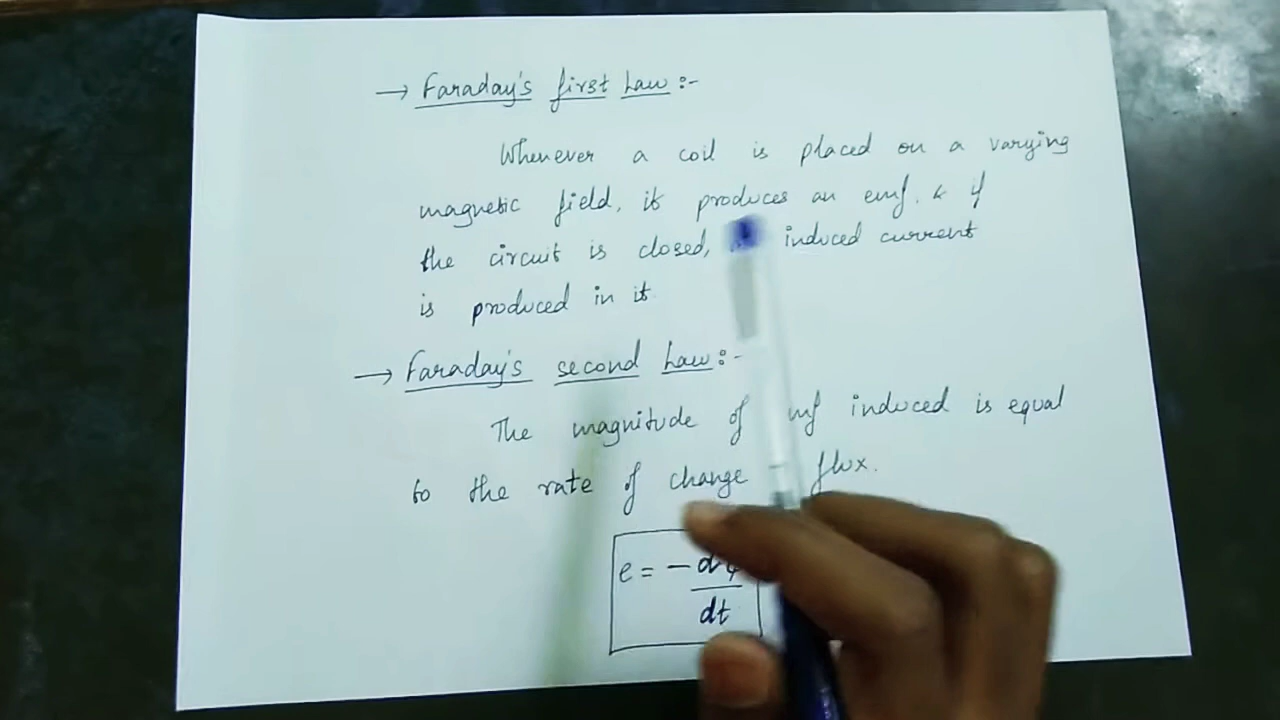 → Faraday's first Law :-
Whenever a coil is placed on a varying
magnetic field, it produces an emf. & if
the circuit is closed, induced current
is produced in it
→ Faraday's second Law :-
The magnitude of emf induced is equal
to the rate of change flux.
e = - dφ
dt